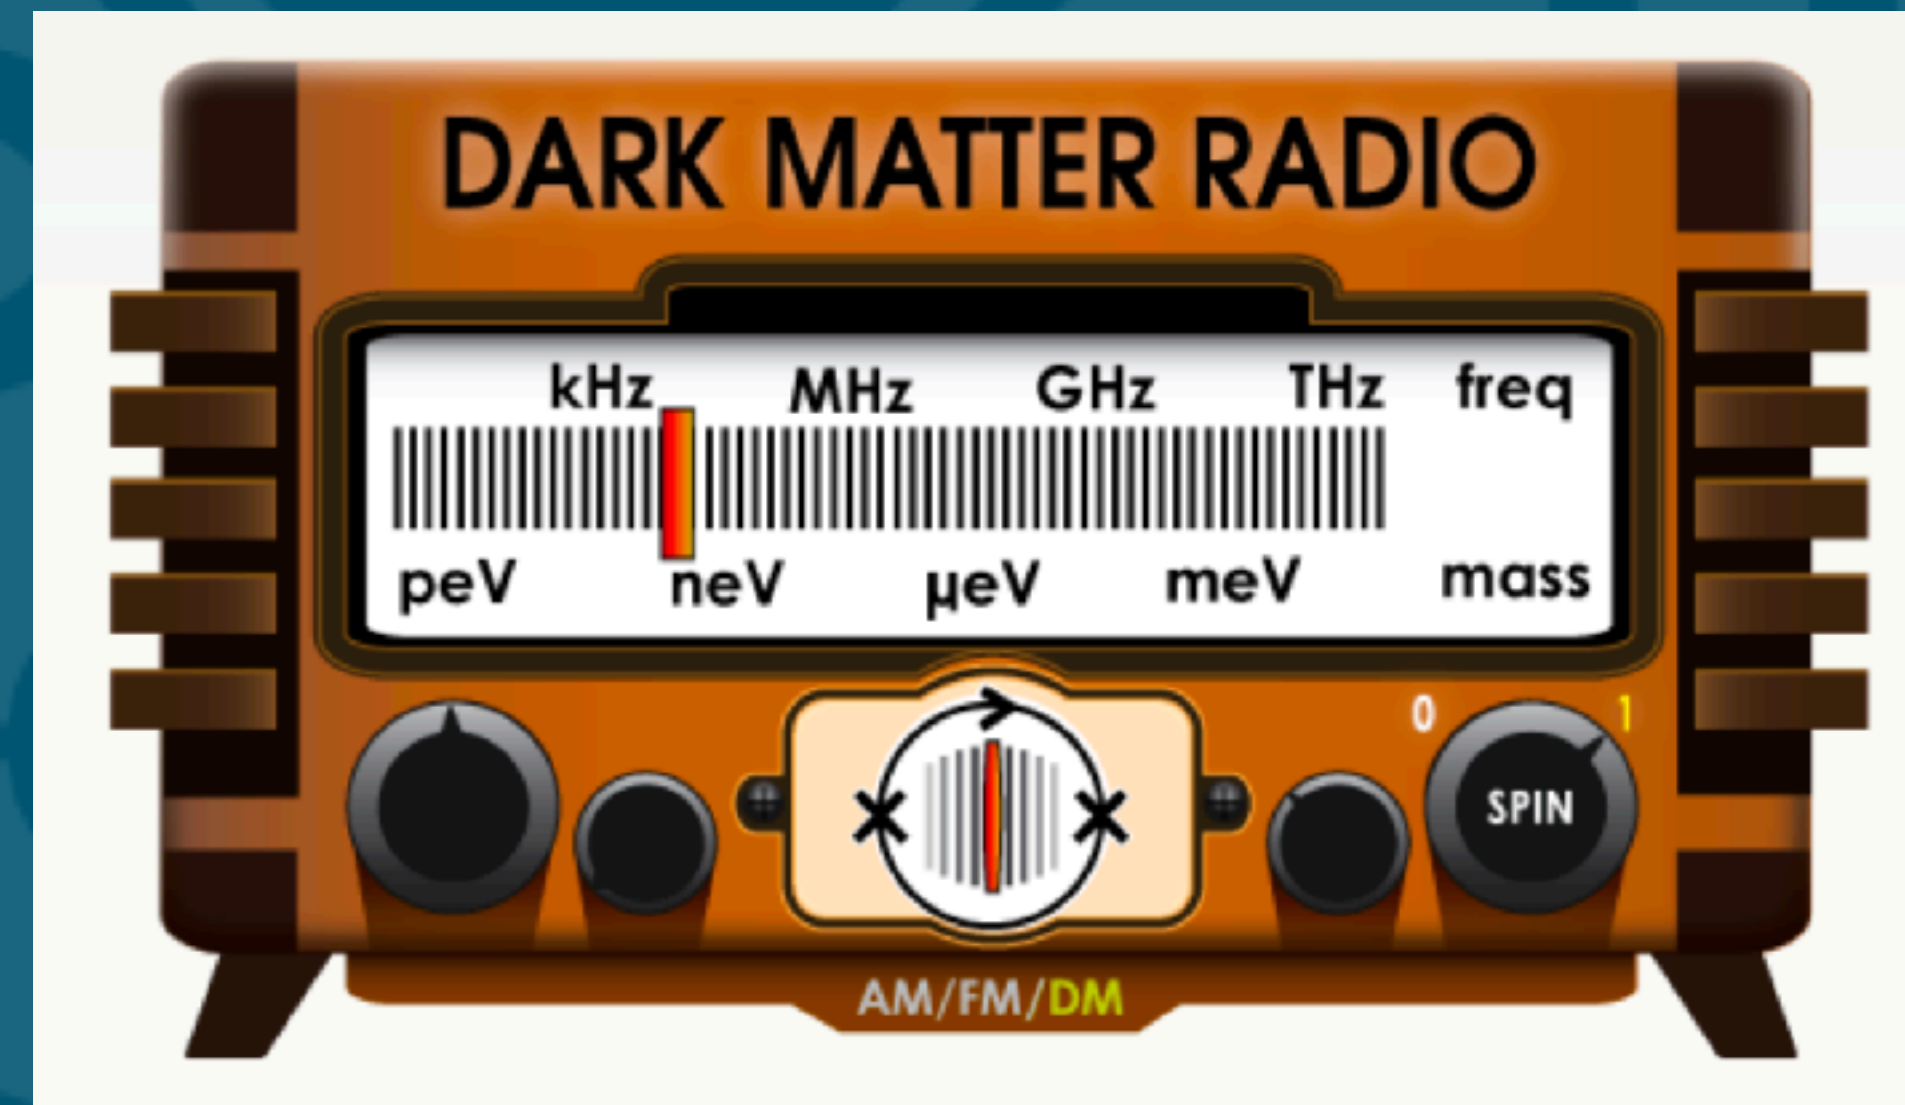 DARK MATTER RADIO
kHz MHz GHz THz freq
peV neV µeV meV mass
0 1
SPIN
AM/FM/DM